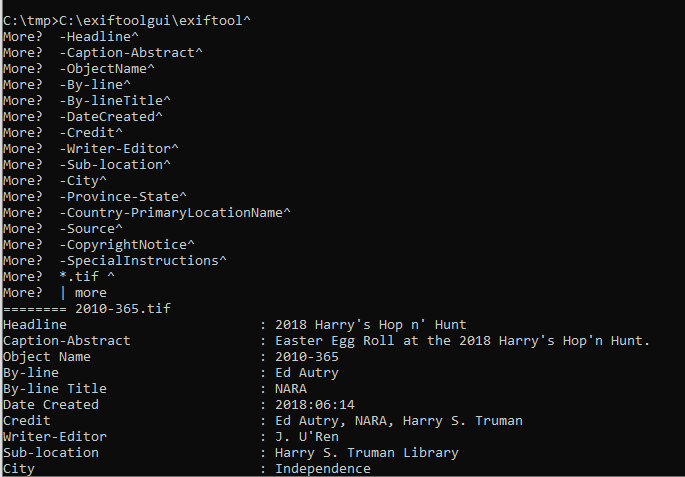 C:\tmp>C:\exiftoolgui\exiftool^
More?  -Headline^
More?  -Caption-Abstract^
More?  -ObjectName^
More?  -By-line^
More?  -By-lineTitle^
More?  -DateCreated^
More?  -Credit^
More?  -Writer-Editor^
More?  -Sub-location^
More?  -City^
More?  -Province-State^
More?  -Country-PrimaryLocationName^
More?  -Source^
More?  -CopyrightNotice^
More?  -SpecialInstructions^
More?  *.tif ^
More?  | more
======== 2010-365.tif
Headline                        : 2018 Harry's Hop n' Hunt
Caption-Abstract                : Easter Egg Roll at the 2018 Harry's Hop'n Hunt.
Object Name                     : 2010-365
By-line                         : Ed Autry
By-line Title                   : NARA
Date Created                    : 2018:06:14
Credit                          : Ed Autry, NARA, Harry S. Truman
Writer-Editor                   : J. U'Ren
Sub-location                    : Harry S. Truman Library
City                            : Independence